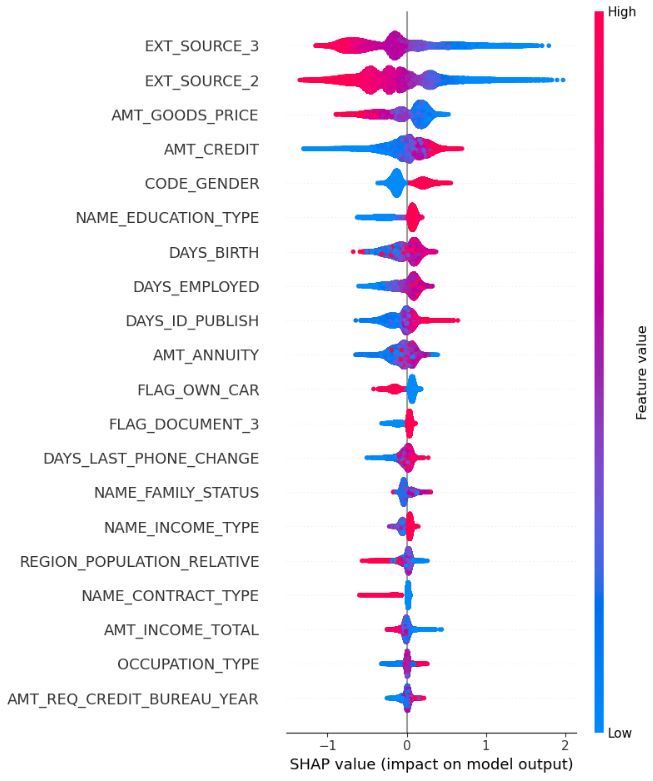 High
EXT_SOURCE_3
EXT_SOURCE_2
AMT_GOODS_PRICE
AMT_CREDIT
CODE_GENDER
NAME_EDUCATION_TYPE
DAYS_BIRTH
DAYS_EMPLOYED
DAYS_ID_PUBLISH
AMT_ANNUITY
FLAG_OWN_CAR
FLAG_DOCUMENT_3
DAYS_LAST_PHONE_CHANGE
NAME_FAMILY_STATUS
NAME_INCOME_TYPE
REGION_POPULATION_RELATIVE
NAME_CONTRACT_TYPE
AMT_INCOME_TOTAL
OCCUPATION_TYPE
AMT_REQ_CREDIT_BUREAU_YEAR
Feature value
Low
−1 0 1 2
SHAP value (impact on model output)